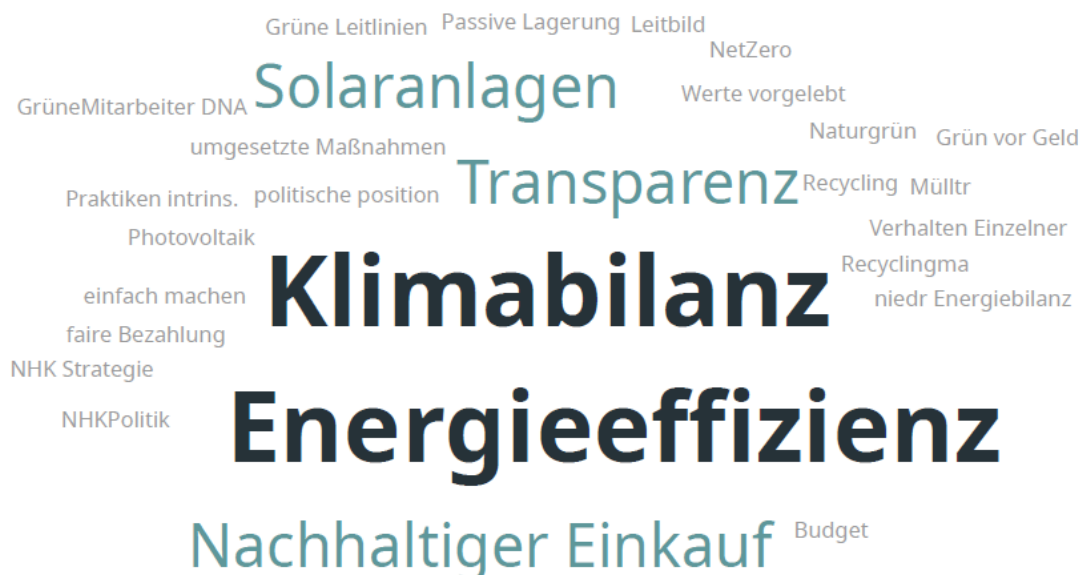 Grüne Leitlinien
Passive Lagerung
Leitbild
NetZero
Solaranlagen
Werte vorgelebt
GrüneMitarbeiter DNA
Naturgrün
Grün vor Geld
umgesetzte Maßnahmen
Transparenz
Recycling
Mülltr
Praktiken intrins.
politische position
Verhalten Einzelner
Photovoltaik
Recyclingma
Klimabilanz
einfach machen
niedr Energiebilanz
faire Bezahlung
NHK Strategie
NHKPolitik
Energieeffizienz
Nachhaltiger Einkauf
Budget